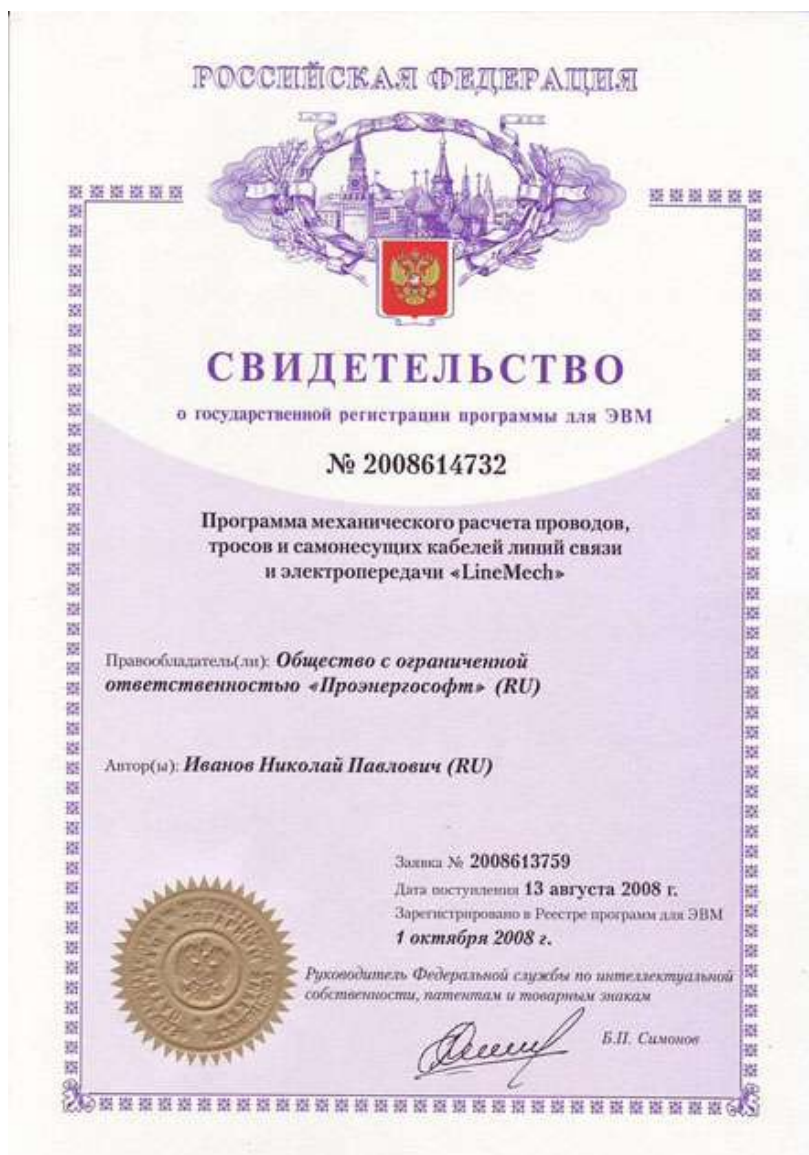 РОССИЙСКАЯ ФЕДЕРАЦИЯ
СВИДЕТЕЛЬСТВО
о государственной регистрации программы для ЭВМ
№ 2008614732
Программа механического расчета проводов,
тросов и самонесущих кабелей линий связи
и электропередачи «LineMech»
Правообладатель(ли): Общество с ограниченной
ответственностью «Проэнергософт» (RU)
Автор(ы): Иванов Николай Павлович (RU)
Заявка № 2008613759
Дата поступления 13 августа 2008 г.
Зарегистрировано в Реестре программ для ЭВМ
1 октября 2008 г.
Руководитель Федеральной службы по интеллектуальной
собственности, патентам и товарным знакам
Б.П. Симонов